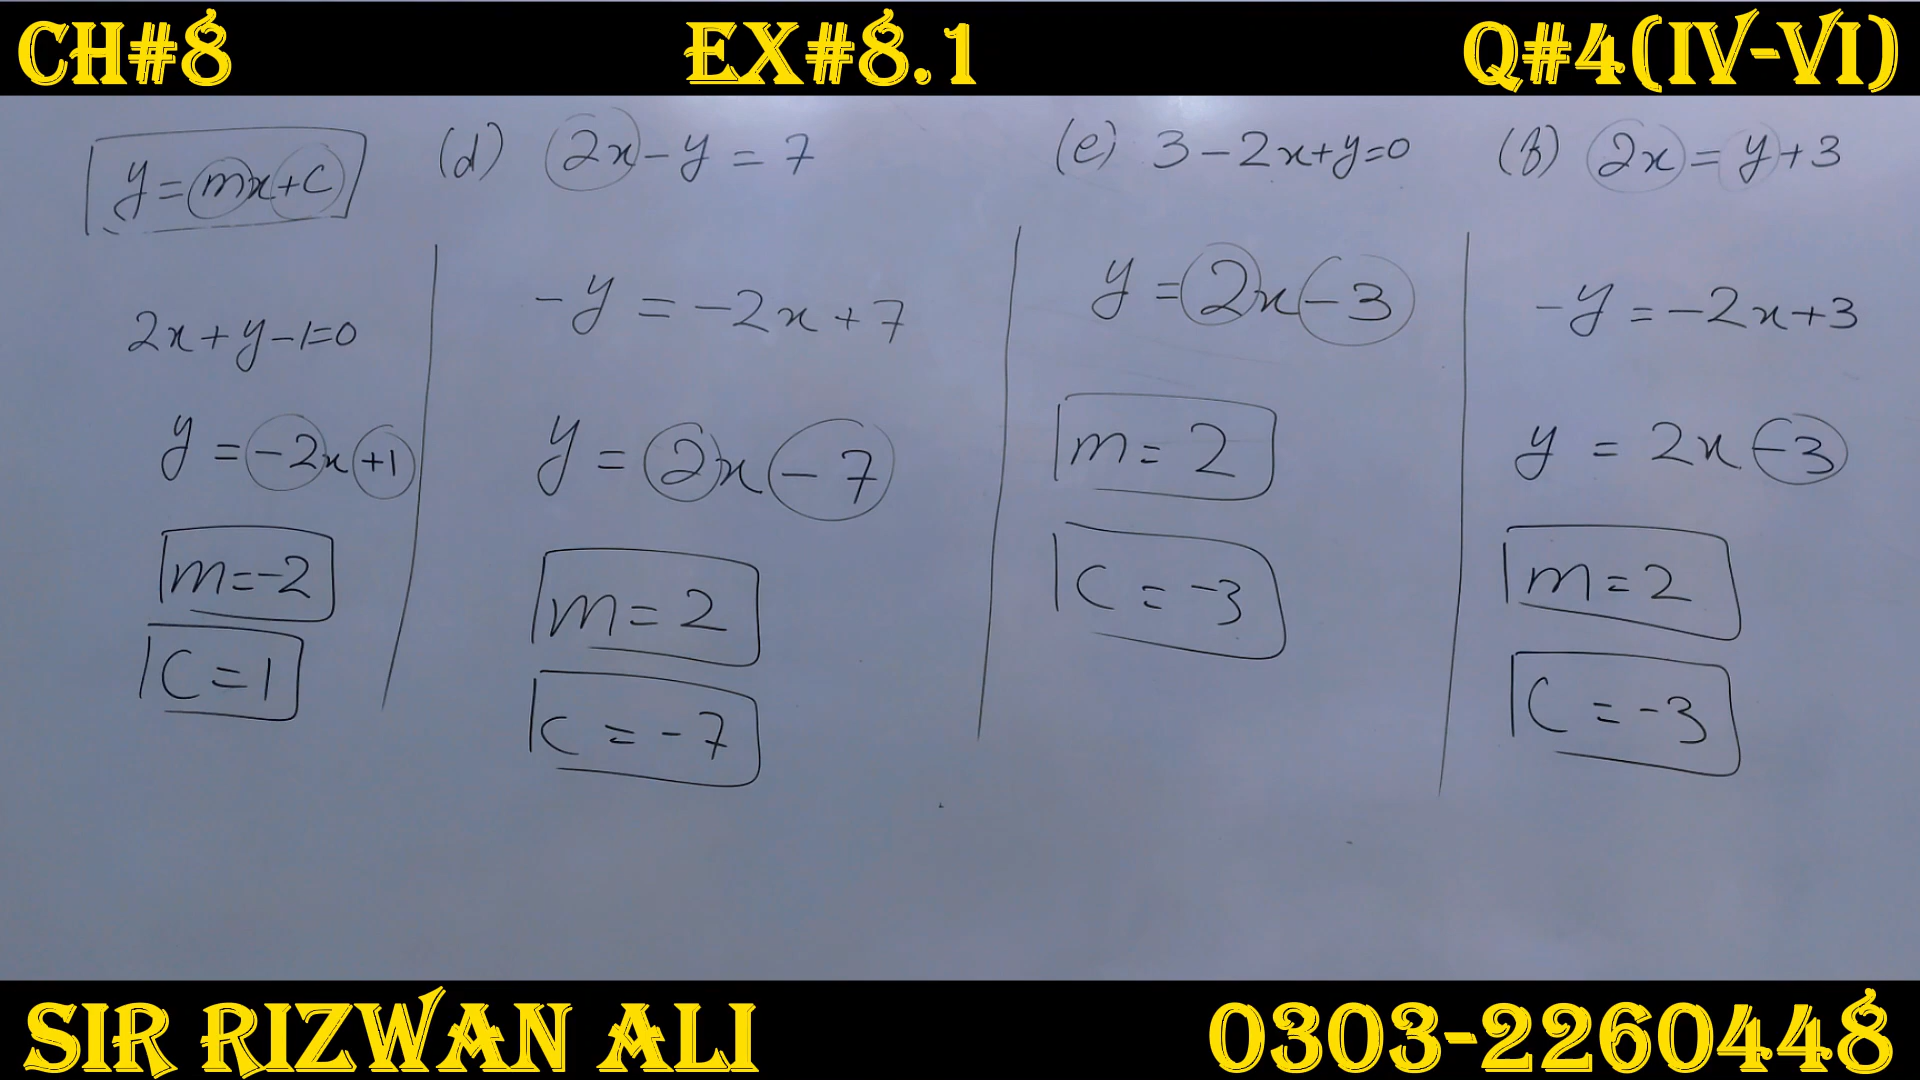 CH#8 EX#8.1 Q#4(IV-VI)
y=mx+c
2x+y-1=0
y=-2x+1
m=-2
c=1
(d) 2x-y=7
-y=-2x+7
y=2x-7
m=2
c=-7
(e) 3-2x+y=0
y=2x-3
m=2
c=-3
(f) 2x=y+3
-y=-2x+3
y=2x-3
m=2
c=-3
SIR RIZWAN ALI 0303-2260448